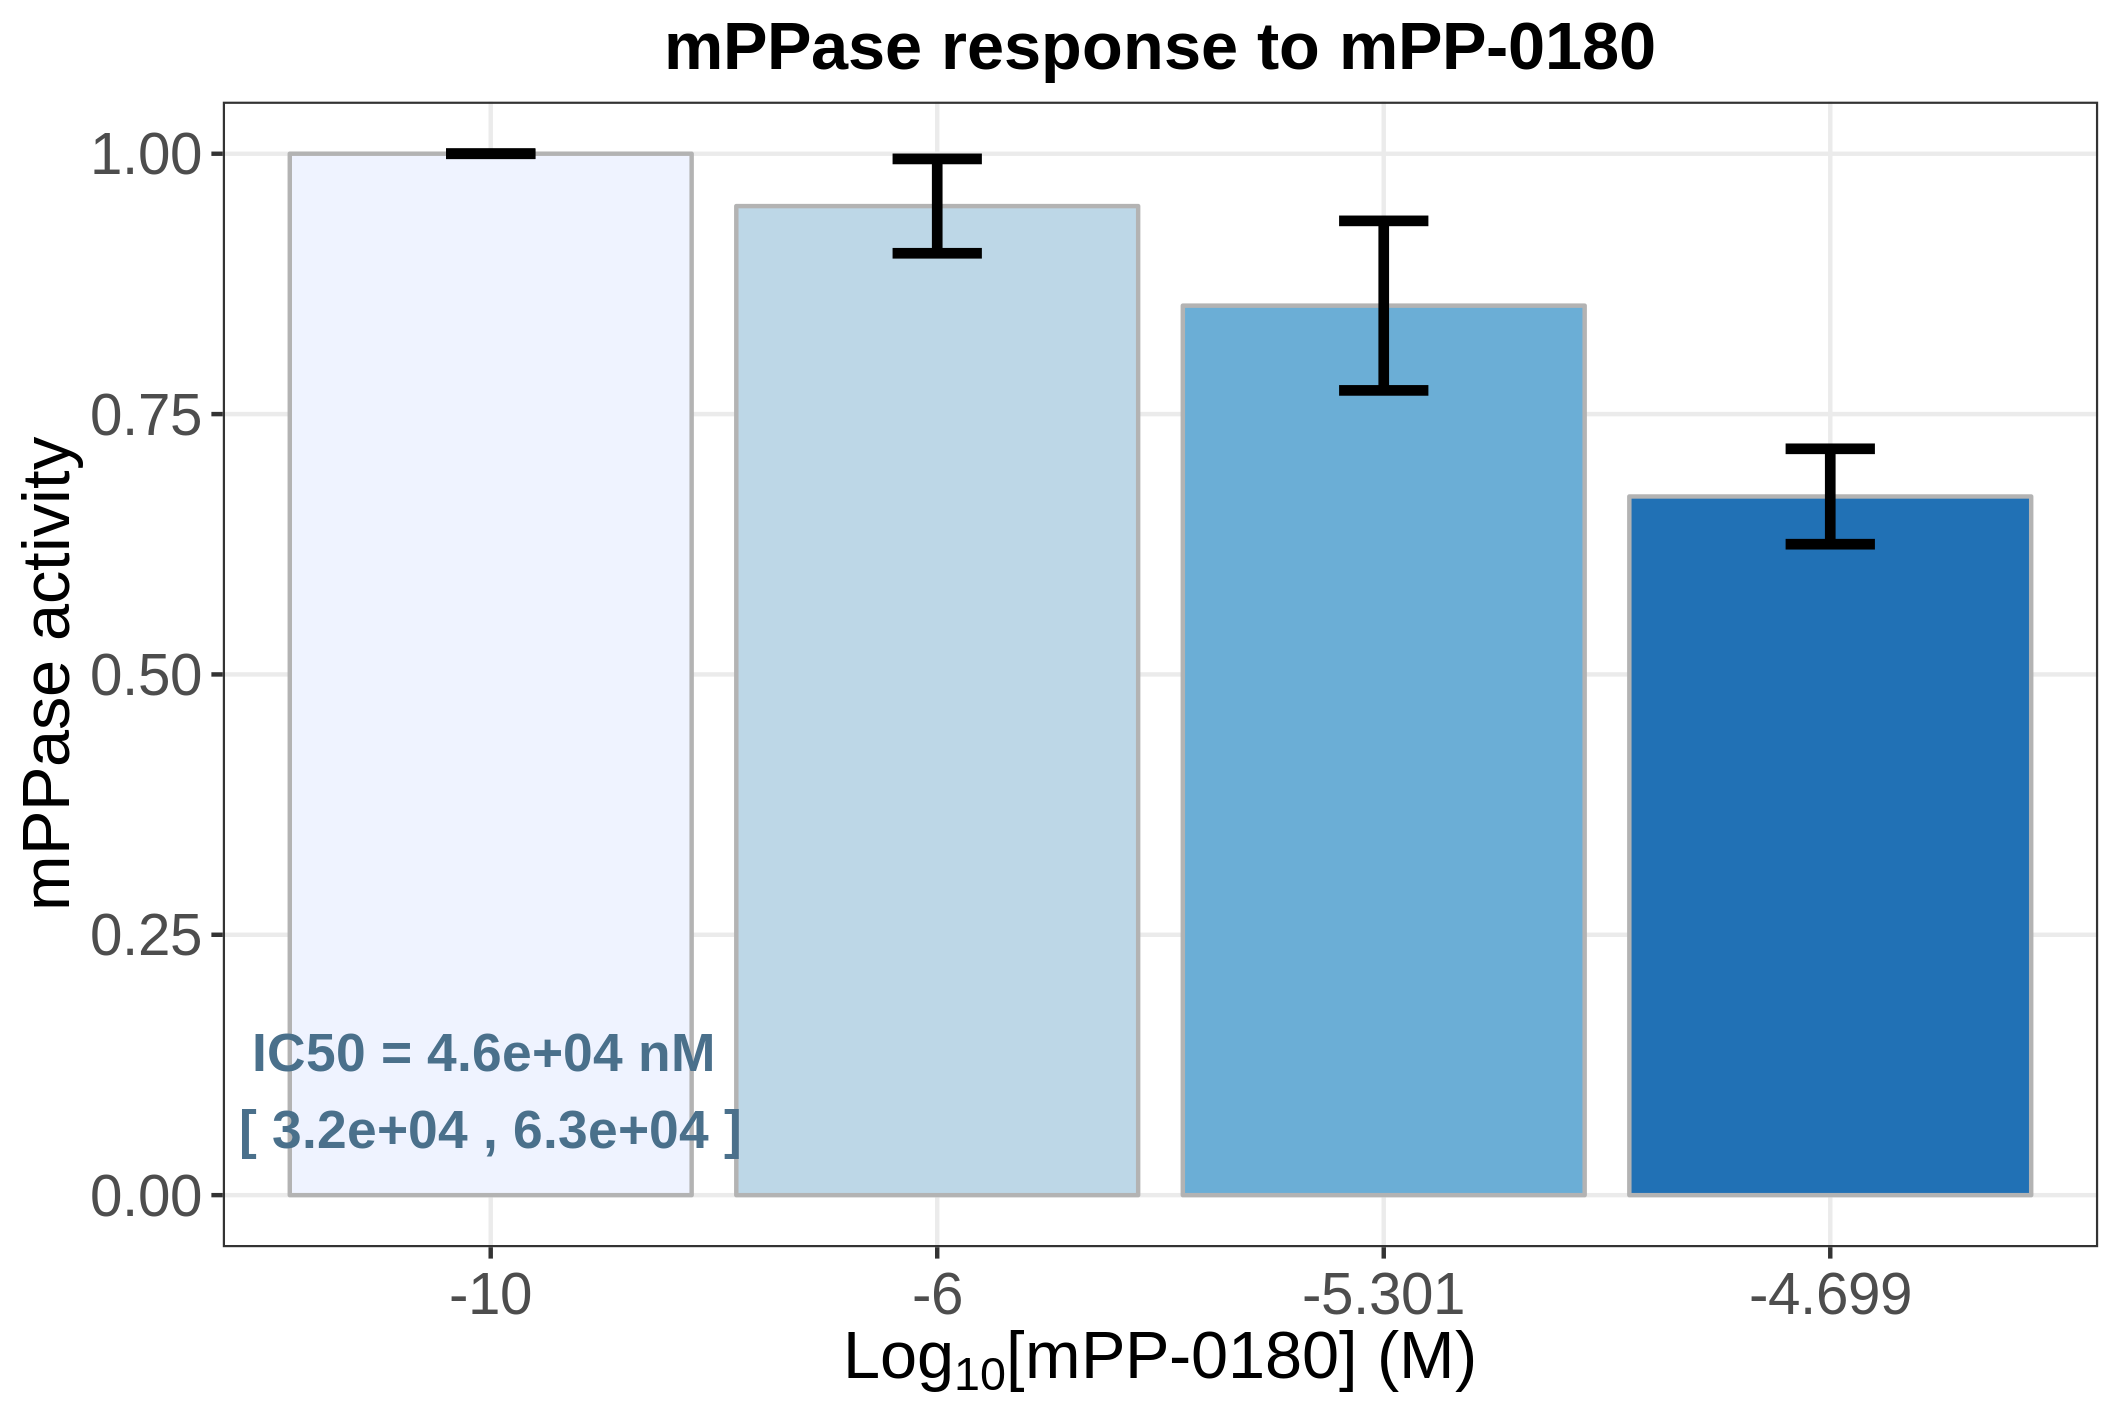 mPPase response to mPP-0180
mPPase activity
1.00
0.75
0.50
0.25
0.00
IC50 = 4.6e+04 nM
[ 3.2e+04 , 6.3e+04 ]
-10
-6
-5.301
-4.699
Log₁₀[mPP-0180] (M)